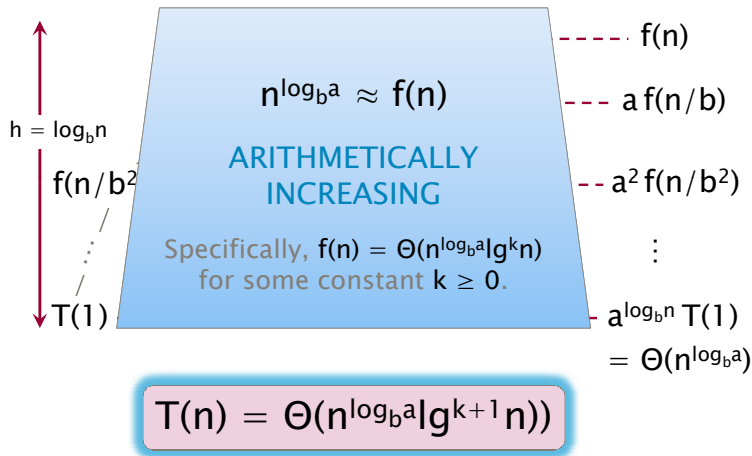 f(n)
n^{log_b a} ≈ f(n)
a f(n/b)
h = log_b n
ARITHMETICALLY
INCREASING
f(n/b²
a² f(n/b²)
Specifically, f(n) = Θ(n^{log_b a}lg^k n)
for some constant k ≥ 0.
⋮
T(1)
a^{log_b n} T(1)
= Θ(n^{log_b a})
T(n) = Θ(n^{log_b a}lg^{k+1}n))